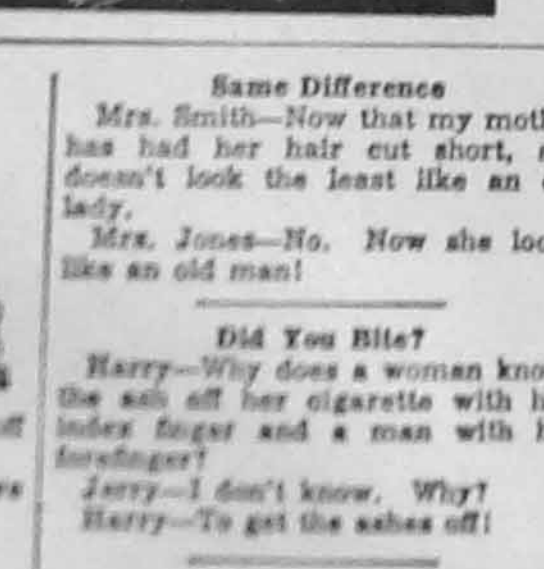 Same Difference
Mrs. Smith—Now that my moth
has had her hair cut short,
doesn't look the least like an
lady.
Mrs. Jones—No. Now she loo
like an old man!
Did You Bite?
Harry—Why does a woman kno
the ash off her cigarette with h
index finger and a man with h
forefinger?
Jerry—I don't know. Why?
Harry—To get the ashes off!